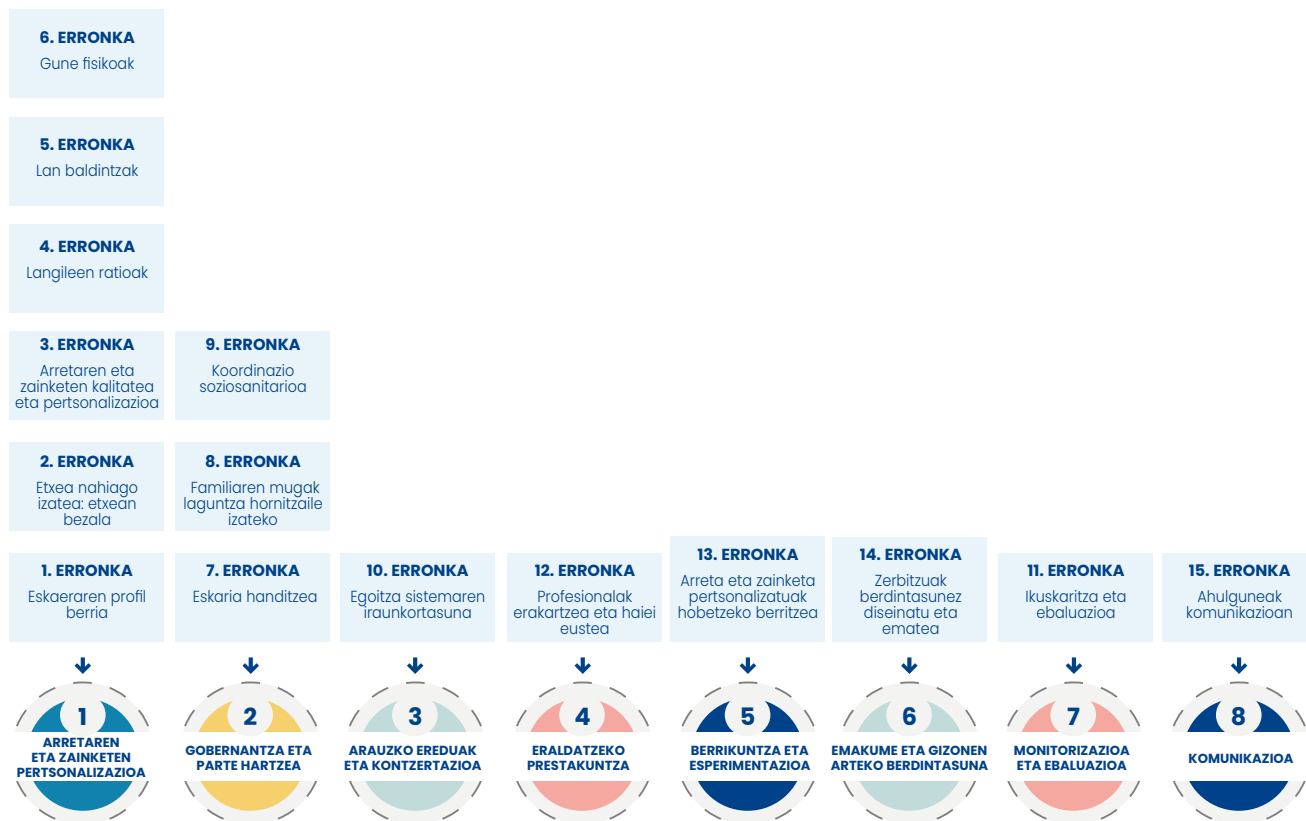 6. ERRONKA
Gune fisikoak
5. ERRONKA
Lan baldintzak
4. ERRONKA
Langileen ratioak
3. ERRONKA
Arretaren eta
zainketen kalitatea
eta pertsonalizazioa
9. ERRONKA
Koordinazio
soziosanitarioa
2. ERRONKA
Etxea nahiago
izatea: etxean
bezala
8. ERRONKA
Familiaren mugak
laguntza hornitzaile
izateko
1. ERRONKA
Eskaeraren profil
berria
7. ERRONKA
Eskaria handitzea
10. ERRONKA
Egoitza sistemaren
iraunkortasuna
12. ERRONKA
Profesionalak
erakartzea eta haiei
eustea
13. ERRONKA
Arreta eta zainketa
pertsonalizatuak
hobetzeko berritzea
14. ERRONKA
Zerbitzuak
berdintasunez
diseinatu eta
ematea
11. ERRONKA
Ikuskaritza eta
ebaluazioa
15. ERRONKA
Ahulguneak
komunikazioan
1
ARRETAREN
ETA ZAINKETEN
PERTSONALIZAZIOA
2
GOBERNANTZA ETA
PARTE HARTZEA
3
ARAUZKO EREDUAK
ETA KONTZERTAZIOA
4
ERALDATZEKO
PRESTAKUNTZA
5
BERRIKUNTZA ETA
ESPERIMENTAZIOA
6
EMAKUME ETA GIZONEN
ARTEKO BERDINTASUNA
7
MONITORIZAZIOA
ETA EBALUAZIOA
8
KOMUNIKAZIOA